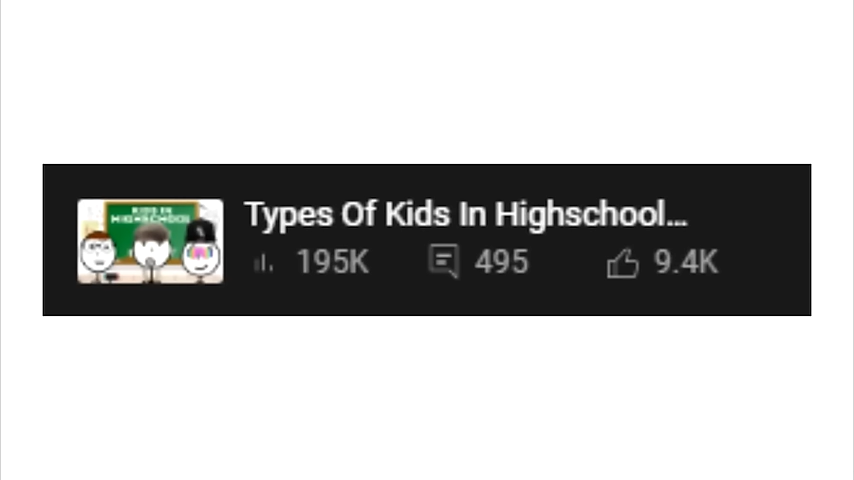 KIDS IN
HIGHSCHOOL
Types Of Kids In Highschool...
195K 495 9.4K